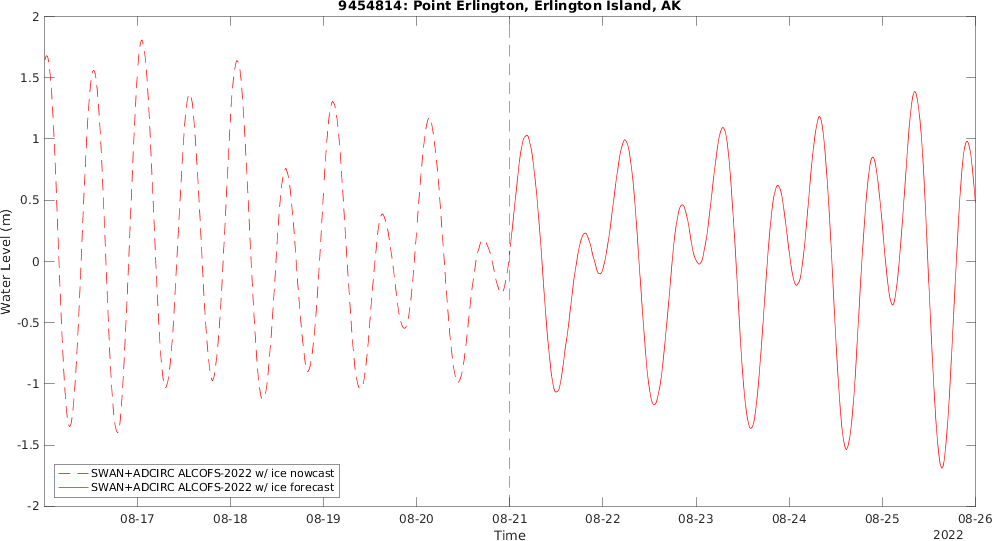 9454814: Point Erlington, Erlington Island, AK
2
1.5
1
0.5
0
-0.5
-1
-1.5
-2
Water Level (m)
SWAN+ADCIRC ALCOFS-2022 w/ ice nowcast
SWAN+ADCIRC ALCOFS-2022 w/ ice forecast
08-17 08-18 08-19 08-20 08-21 08-22 08-23 08-24 08-25 08-26
Time
2022